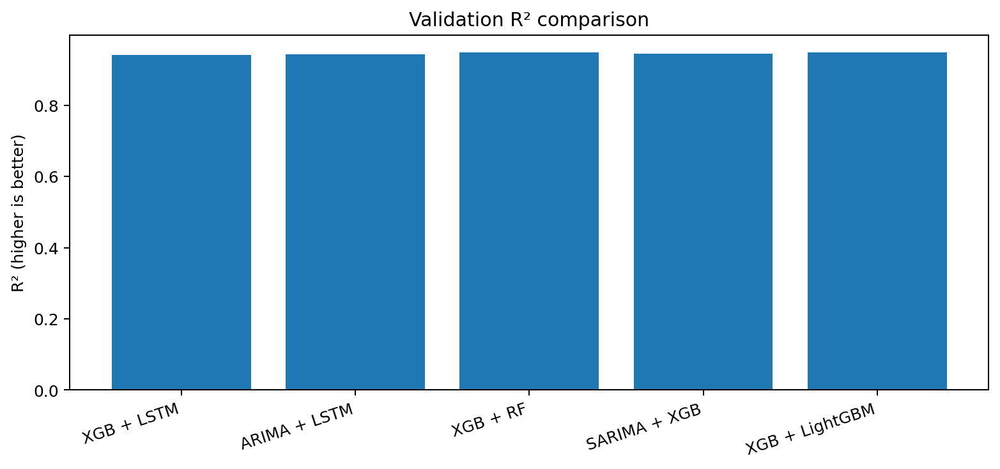 Validation R² comparison
R² (higher is better)
0.8
0.6
0.4
0.2
0.0
XGB + LSTM
ARIMA + LSTM
XGB + RF
SARIMA + XGB
XGB + LightGBM